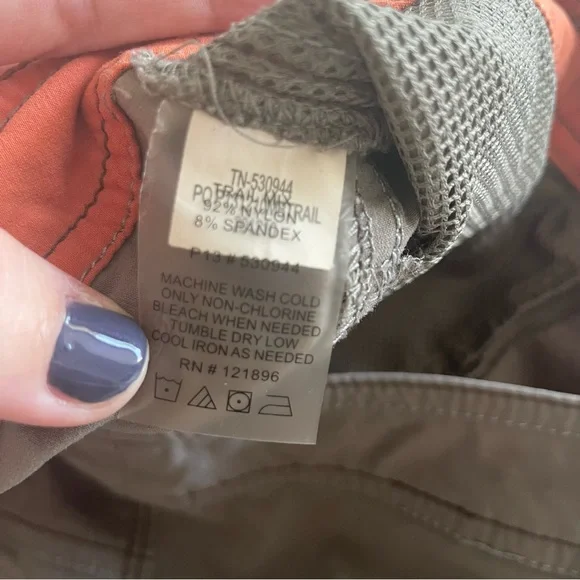 TN-530944
TRAIL MIX
92% NYLON
8% SPANDEX
P13 # 530944
MACHINE WASH COLD
ONLY NON-CHLORINE
BLEACH WHEN NEEDED
TUMBLE DRY LOW
COOL IRON AS NEEDED
RN # 121896